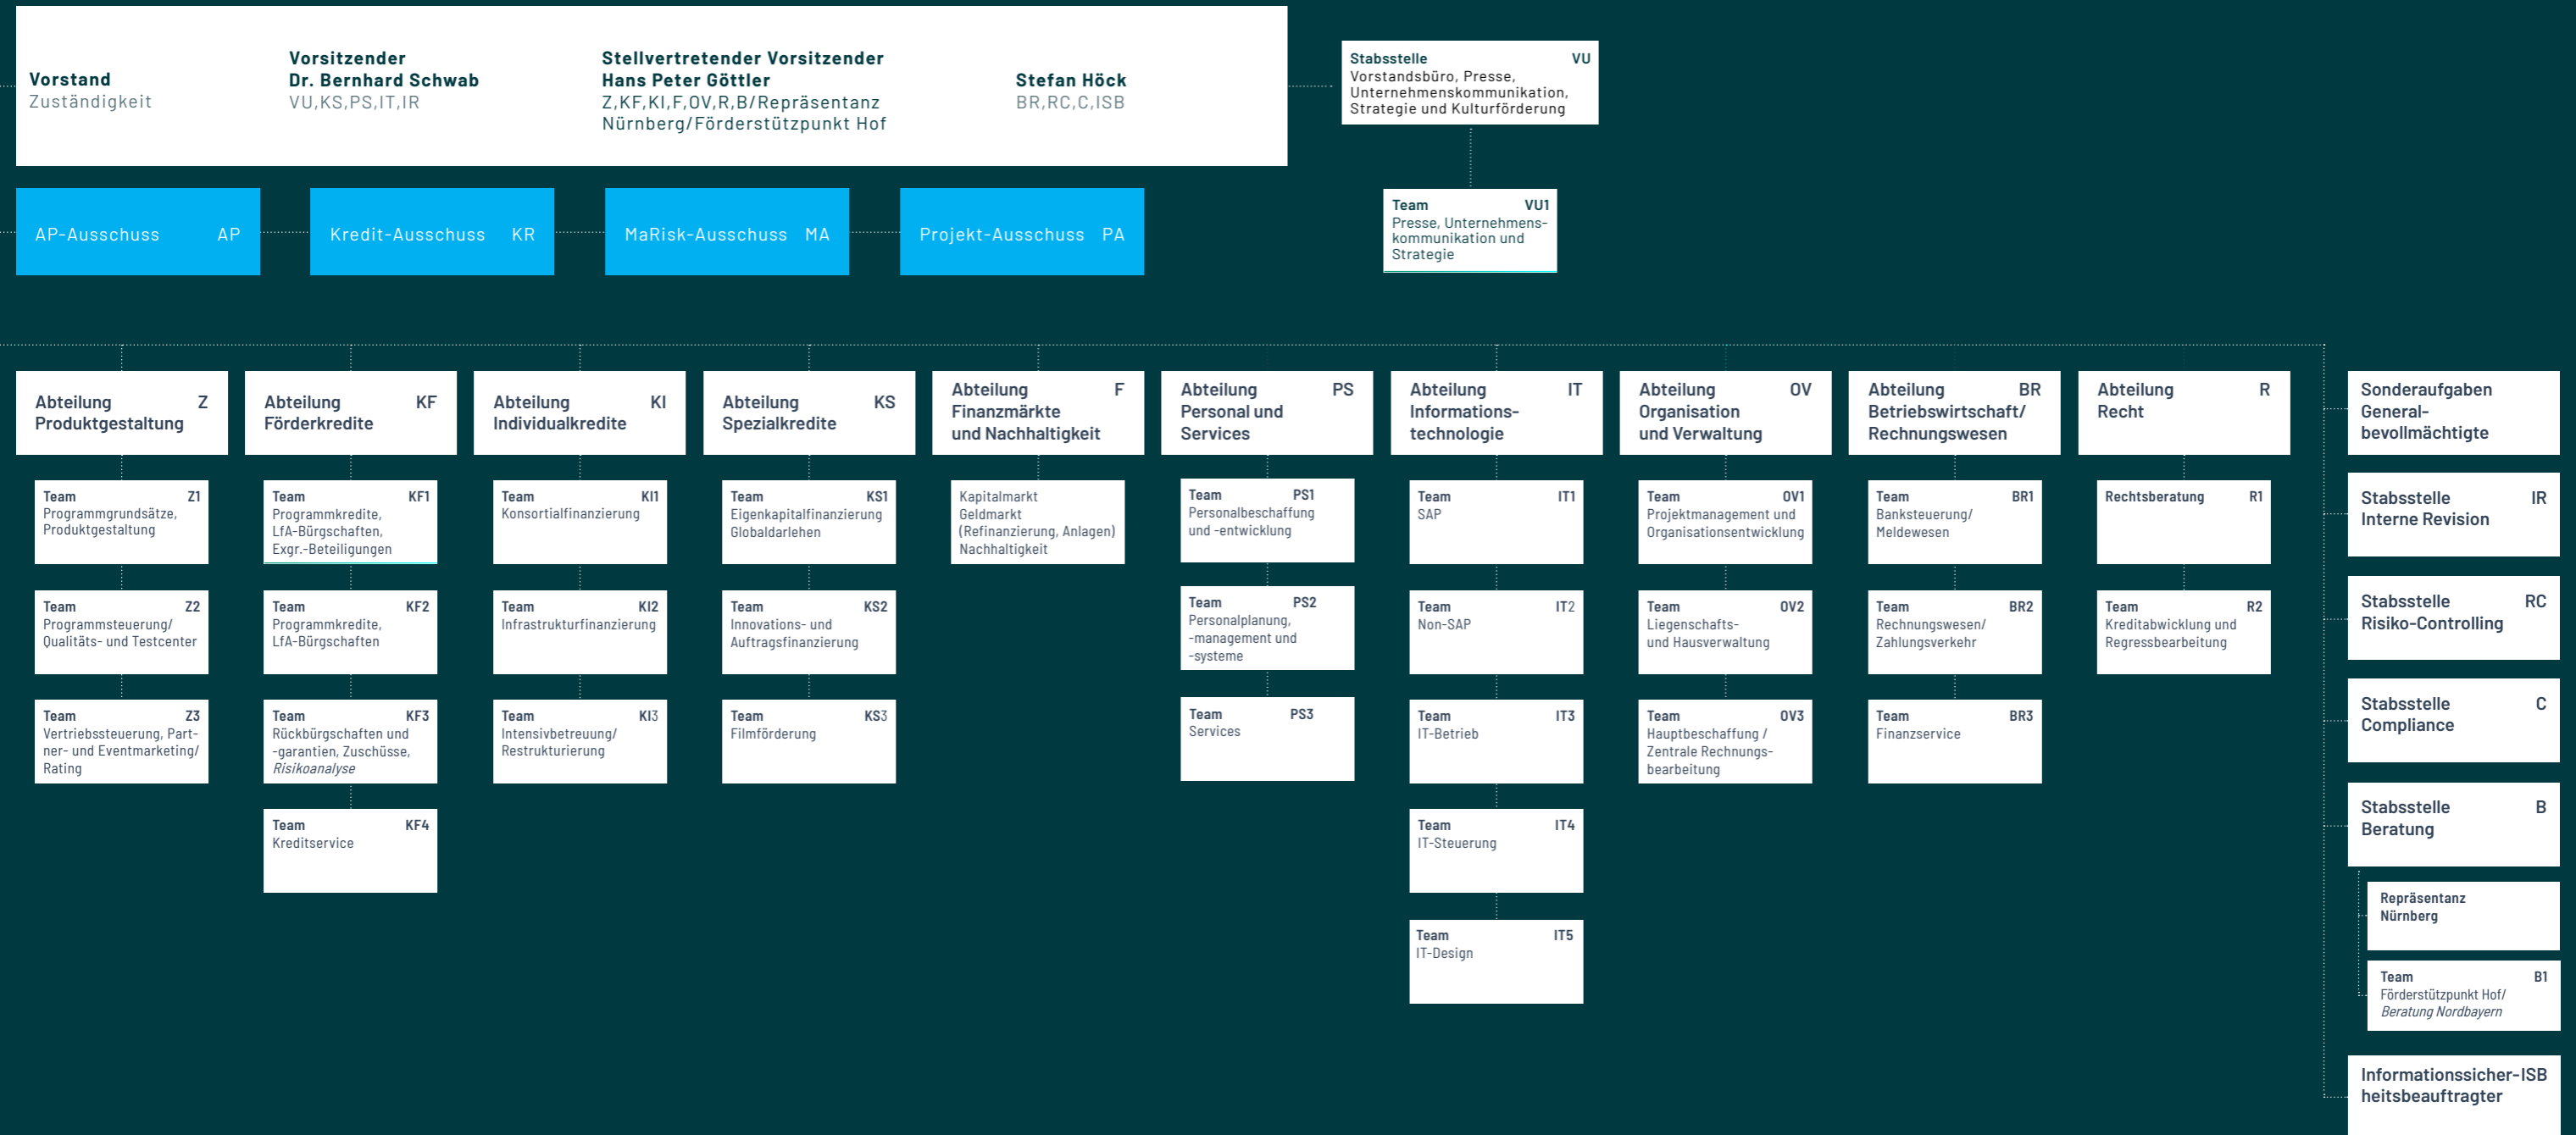 Vorstand
Zuständigkeit
Vorsitzender
Dr. Bernhard Schwab
VU,KS,PS,IT,IR
Stellvertretender Vorsitzender
Hans Peter Göttler
Z,KF,KI,F,OV,R,B/Repräsentanz
Nürnberg/Förderstützpunkt Hof
Stefan Höck
BR,RC,C,ISB
Stabsstelle VU
Vorstandsbüro, Presse,
Unternehmenskommunikation,
Strategie und Kulturförderung
Team VU1
Presse, Unternehmens-
kommunikation und
Strategie
AP-Ausschuss AP
Kredit-Ausschuss KR
MaRisk-Ausschuss MA
Projekt-Ausschuss PA
Abteilung Z
Produktgestaltung
Team Z1
Programmgrundsätze,
Produktgestaltung
Team Z2
Programmsteuerung/
Qualitäts- und Testcenter
Team Z3
Vertriebssteuerung, Part-
ner- und Eventmarketing/
Rating
Abteilung KF
Förderkredite
Team KF1
Programmkredite,
LfA-Bürgschaften,
Exgr.-Beteiligungen
Team KF2
Programmkredite,
LfA-Bürgschaften
Team KF3
Rückbürgschaften und
-garantien, Zuschüsse,
Risikoanalyse
Team KF4
Kreditservice
Abteilung KI
Individualkredite
Team KI1
Konsortialfinanzierung
Team KI2
Infrastrukturfinanzierung
Team KI3
Intensivbetreuung/
Restrukturierung
Abteilung KS
Spezialkredite
Team KS1
Eigenkapitalfinanzierung
Globaldarlehen
Team KS2
Innovations- und
Auftragsfinanzierung
Team KS3
Filmförderung
Abteilung F
Finanzmärkte
und Nachhaltigkeit
Kapitalmarkt
Geldmarkt
(Refinanzierung, Anlagen)
Nachhaltigkeit
Abteilung PS
Personal und
Services
Team PS1
Personalbeschaffung
und -entwicklung
Team PS2
Personalplanung,
-management und
-systeme
Team PS3
Services
Abteilung IT
Informations-
technologie
Team IT1
SAP
Team IT2
Non-SAP
Team IT3
IT-Betrieb
Team IT4
IT-Steuerung
Team IT5
IT-Design
Abteilung OV
Organisation
und Verwaltung
Team OV1
Projektmanagement und
Organisationsentwicklung
Team OV2
Liegenschafts-
und Hausverwaltung
Team OV3
Hauptbeschaffung /
Zentrale Rechnungs-
bearbeitung
Abteilung BR
Betriebswirtschaft/
Rechnungswesen
Team BR1
Banksteuerung/
Meldewesen
Team BR2
Rechnungswesen/
Zahlungsverkehr
Team BR3
Finanzservice
Abteilung R
Recht
Rechtsberatung R1
Team R2
Kreditabwicklung und
Regressbearbeitung
Sonderaufgaben
General-
bevollmächtigte
Stabsstelle IR
Interne Revision
Stabsstelle RC
Risiko-Controlling
Stabsstelle C
Compliance
Stabsstelle B
Beratung
Repräsentanz
Nürnberg
Team B1
Förderstützpunkt Hof/
Beratung Nordbayern
Informationssicher-ISB
heitsbeauftragter